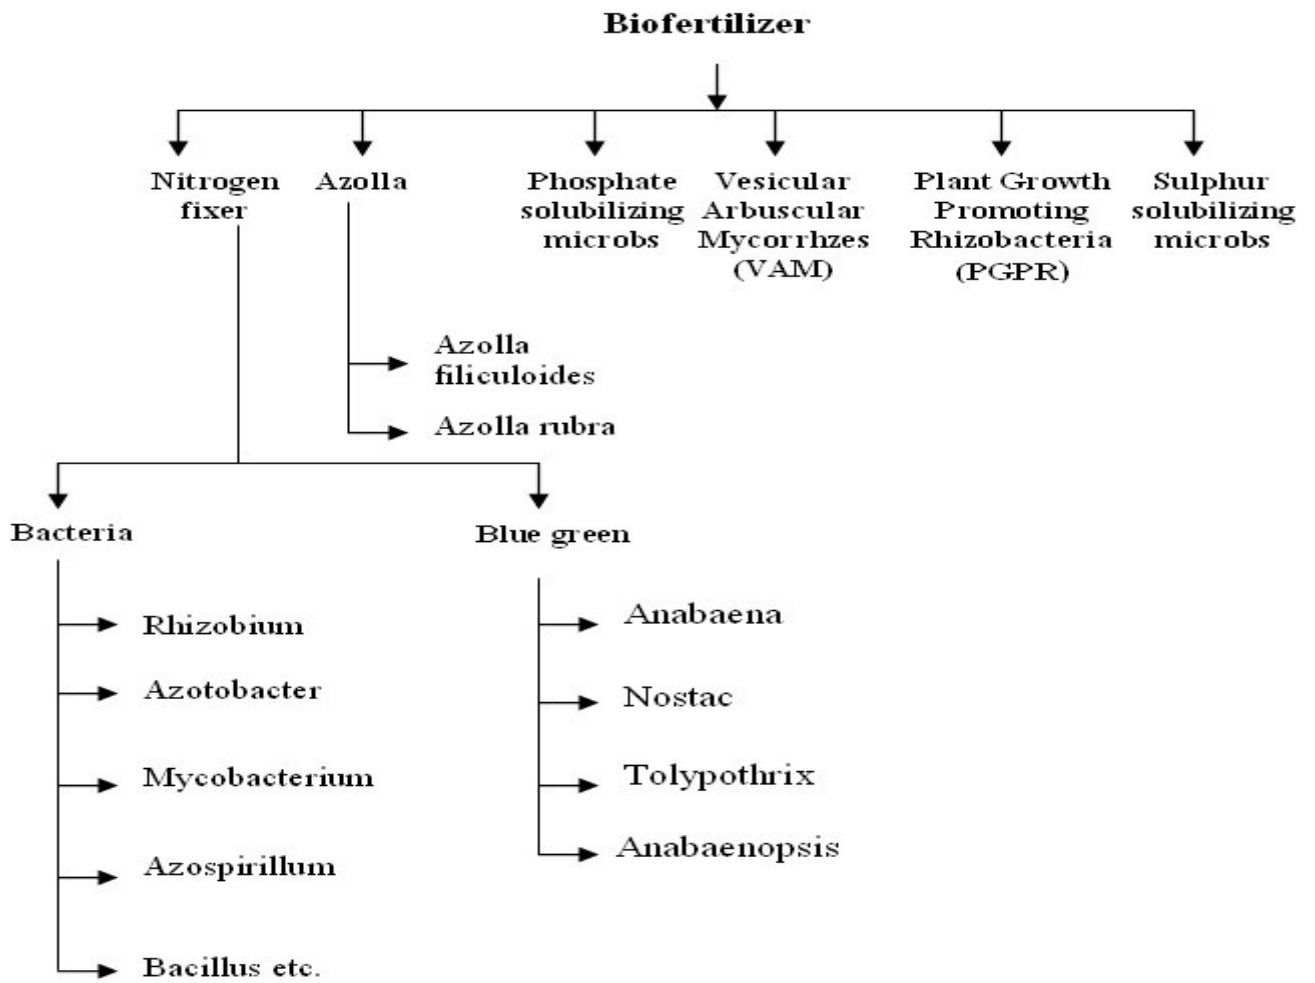 Biofertilizer
Nitrogen
fixer
Azolla
Phosphate
solubilizing
microbs
Vesicular
Arbuscular
Mycorrhzes
(VAM)
Plant Growth
Promoting
Rhizobacteria
(PGPR)
Sulphur
solubilizing
microbs
Azolla
filiculoides
Azolla rubra
Bacteria
Blue green
Rhizobium
Azotobacter
Mycobacterium
Azospirillum
Bacillus etc.
Anabaena
Nostac
Tolypothrix
Anabaenopsis